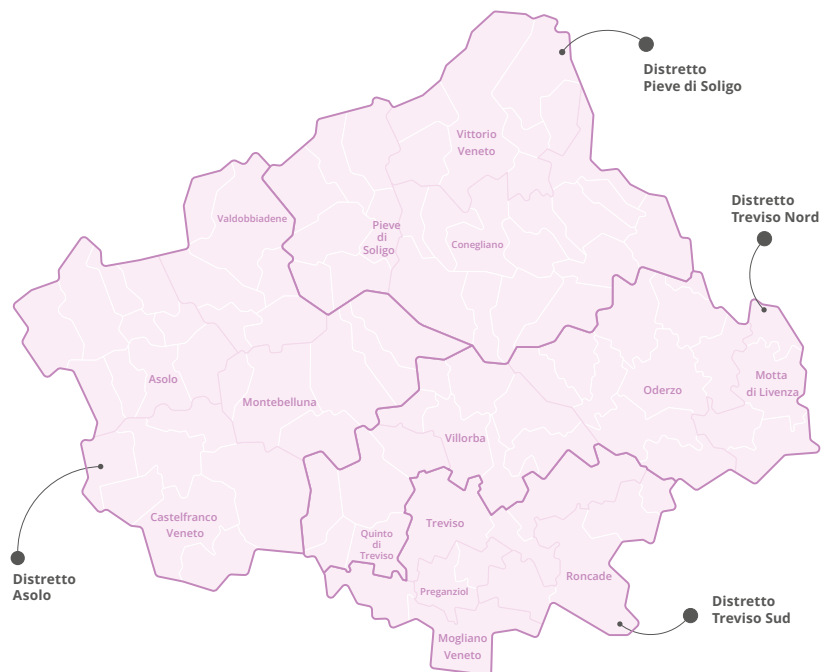 Distretto
Pieve di Soligo
Vittorio
Veneto
Distretto
Treviso Nord
Valdobbiadene
Pieve
di
Soligo
Conegliano
Asolo
Montebelluna
Oderzo
Motta
di Livenza
Villorba
Castelfranco
Veneto
Treviso
Quinto
di
Treviso
Distretto
Asolo
Preganziol
Roncade
Distretto
Treviso Sud
Mogliano
Veneto